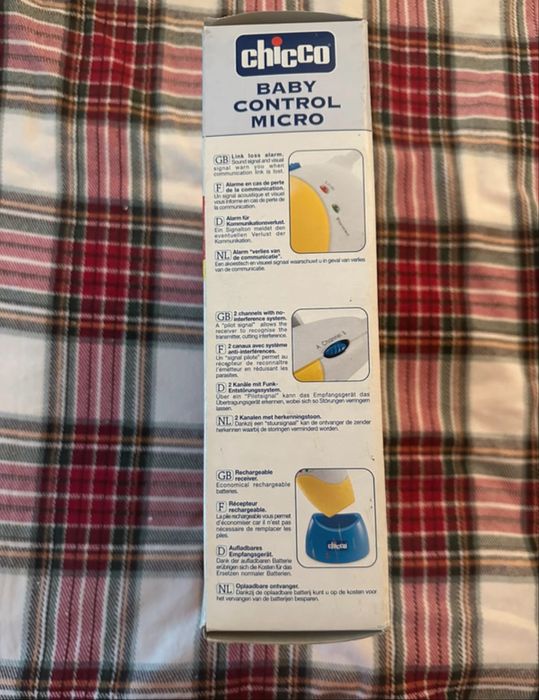 chicco
BABY
CONTROL
MICRO
GB Link loss alarm.
Sound signal and visual
signal warn you when
communication link is lost.
F Alarme en cas de perte
de la communication.
Un signal acoustique et visuel
vous informe en cas de perte de
la communication.
D Alarm für
Kommunikationsverlust.
Ein Signalton meldet den
eventuellen Verlust der
Kommunikation.
NL Alarm "verlies van
de communicatie".
Een akoestisch en visueel signaal waarschuwt u in geval van verlies
van de communicatie.
GB 2 channels with no-
interference system.
A "pilot signal" allows the
receiver to recognise the
transmitter, cutting interference.
A Channel B
F 2 canaux avec système
anti-interférences.
Un "signal pilote" permet au
récepteur de reconnaître
l'émetteur en réduisant les
parasites.
D 2 Kanäle mit Funk-
Entstörungssystem.
Über ein "Pilotsignal" kann das Empfangsgerät das
Übertragungsgerät erkennen, wobei sich so Störungen verringern
lassen.
NL 2 Kanalen met herkenningstoon.
Dankzij een "stuursignaal" kan de ontvanger de zender
herkennen waarbij de storingen verminderd worden.
GB Rechargeable
receiver.
Economical rechargeable
batteries.
F Récepteur
rechargeable.
La pile rechargeable vous permet
d'économiser car il n'est pas
nécessaire de remplacer les
piles.
chicco
D Aufladbares
Empfangsgerät.
Dank der aufladbaren Batterie
erübrigen sich die Kosten für das
Ersetzen normaler Batterien.
NL Oplaadbare ontvanger.
Dankzij de oplaadbare batterij kunt u op de kosten voor
het vervangen van de batterijen besparen.